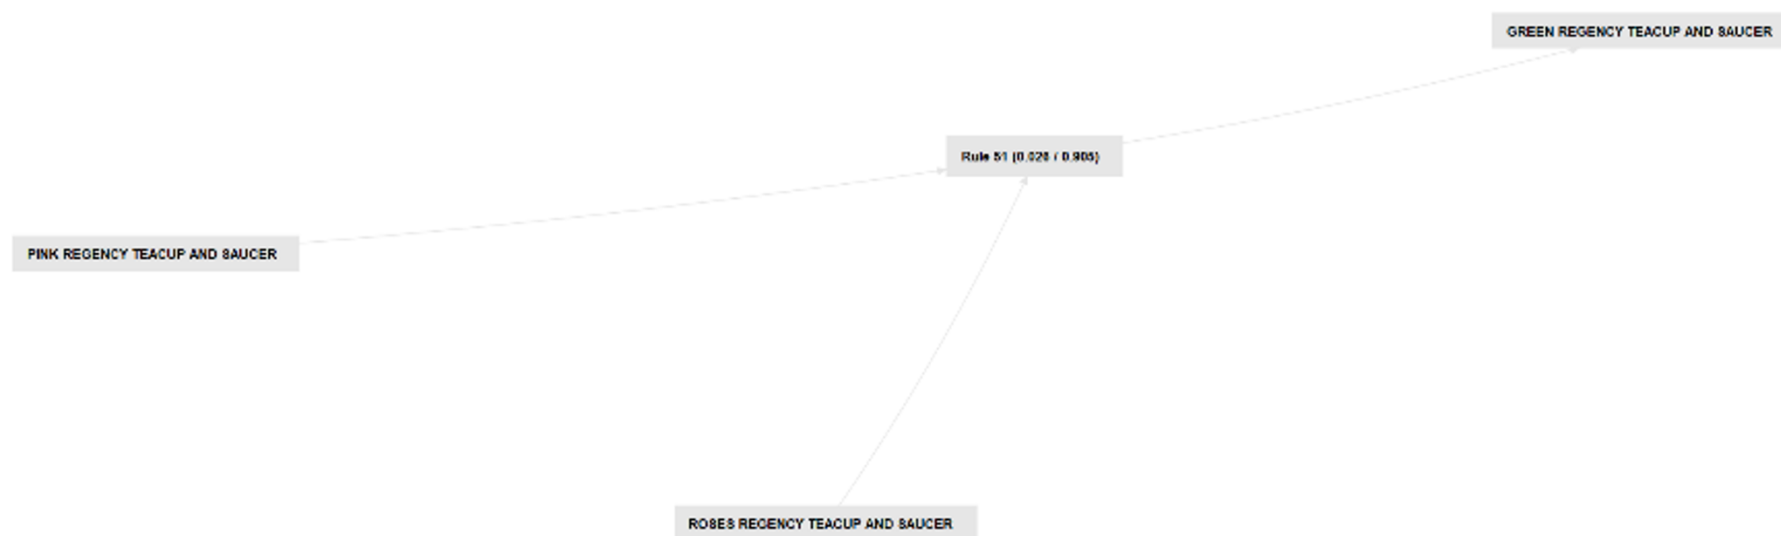 GREEN REGENCY TEACUP AND SAUCER
Rule 51 (0.026 / 0.905)
PINK REGENCY TEACUP AND SAUCER
ROSES REGENCY TEACUP AND SAUCER